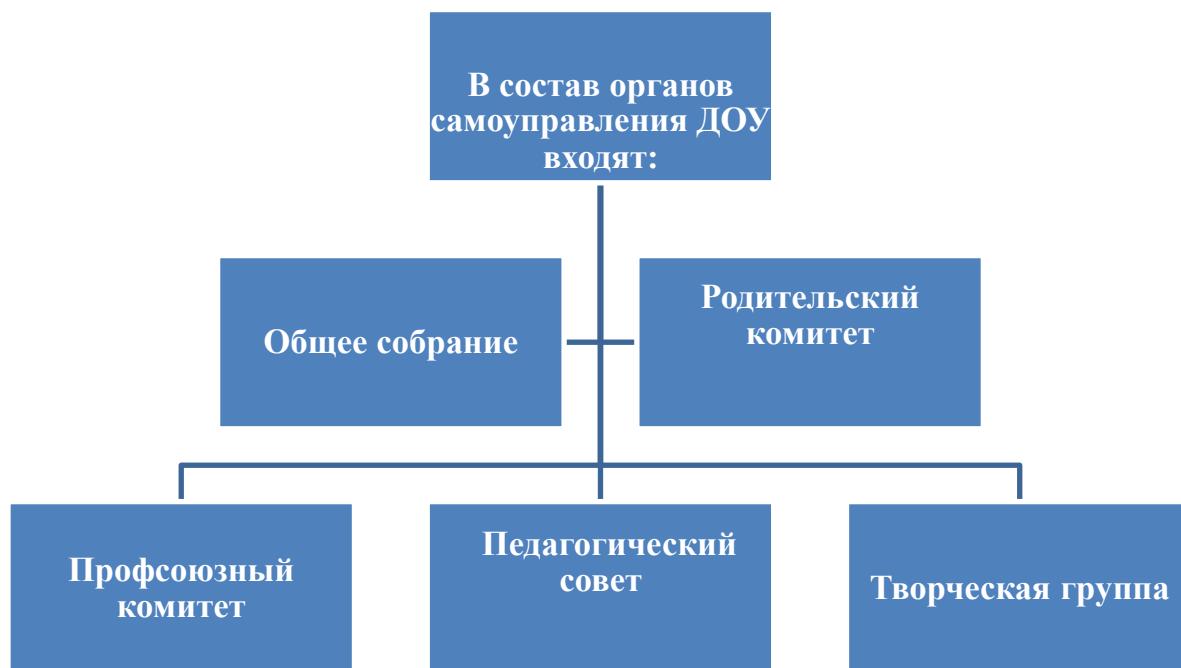 В состав органов
самоуправления ДОУ
входят:
Общее собрание
Родительский
комитет
Профсоюзный
комитет
Педагогический
совет
Творческая группа